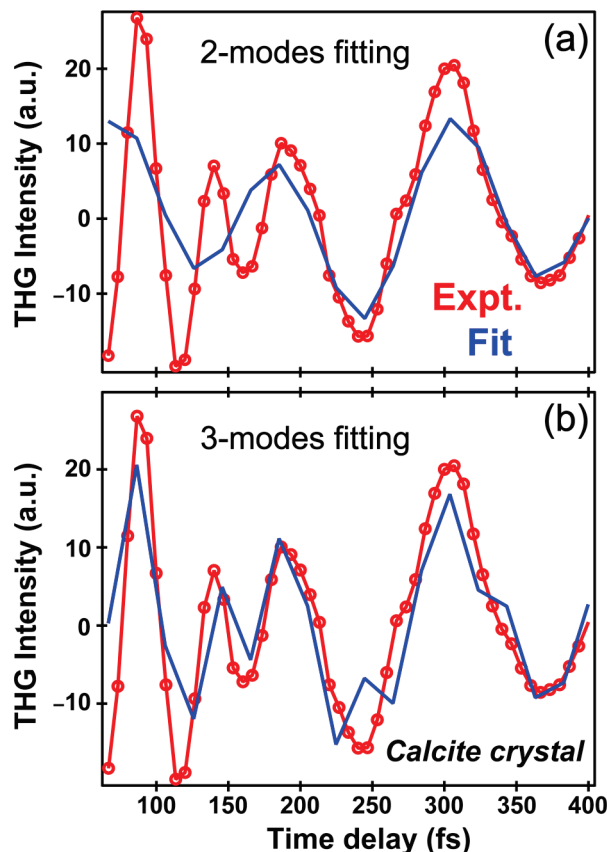 (a)
2-modes fitting
THG Intensity (a.u.)
20
10
0
−10
Expt.
Fit
(b)
3-modes fitting
THG Intensity (a.u.)
20
10
0
−10
Calcite crystal
100 150 200 250 300 350 400
Time delay (fs)